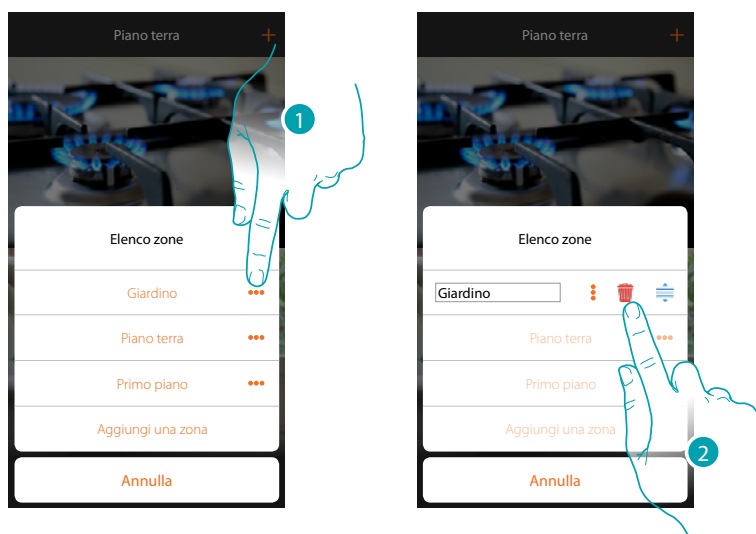 Piano terra
1
Elenco zone
Giardino
Piano terra
Primo piano
Aggiungi una zona
Annulla
Piano terra
Elenco zone
Giardino
Piano terra
Primo piano
Aggiungi una zona
2
Annulla